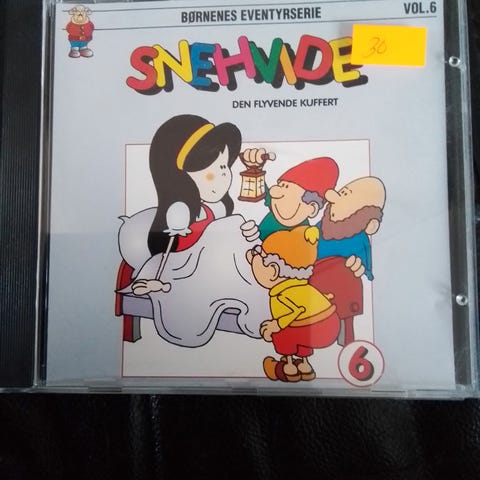 BØRNENES EVENTYRSERIE VOL.6
SNEHVIDE
30
DEN FLYVENDE KUFFERT
6